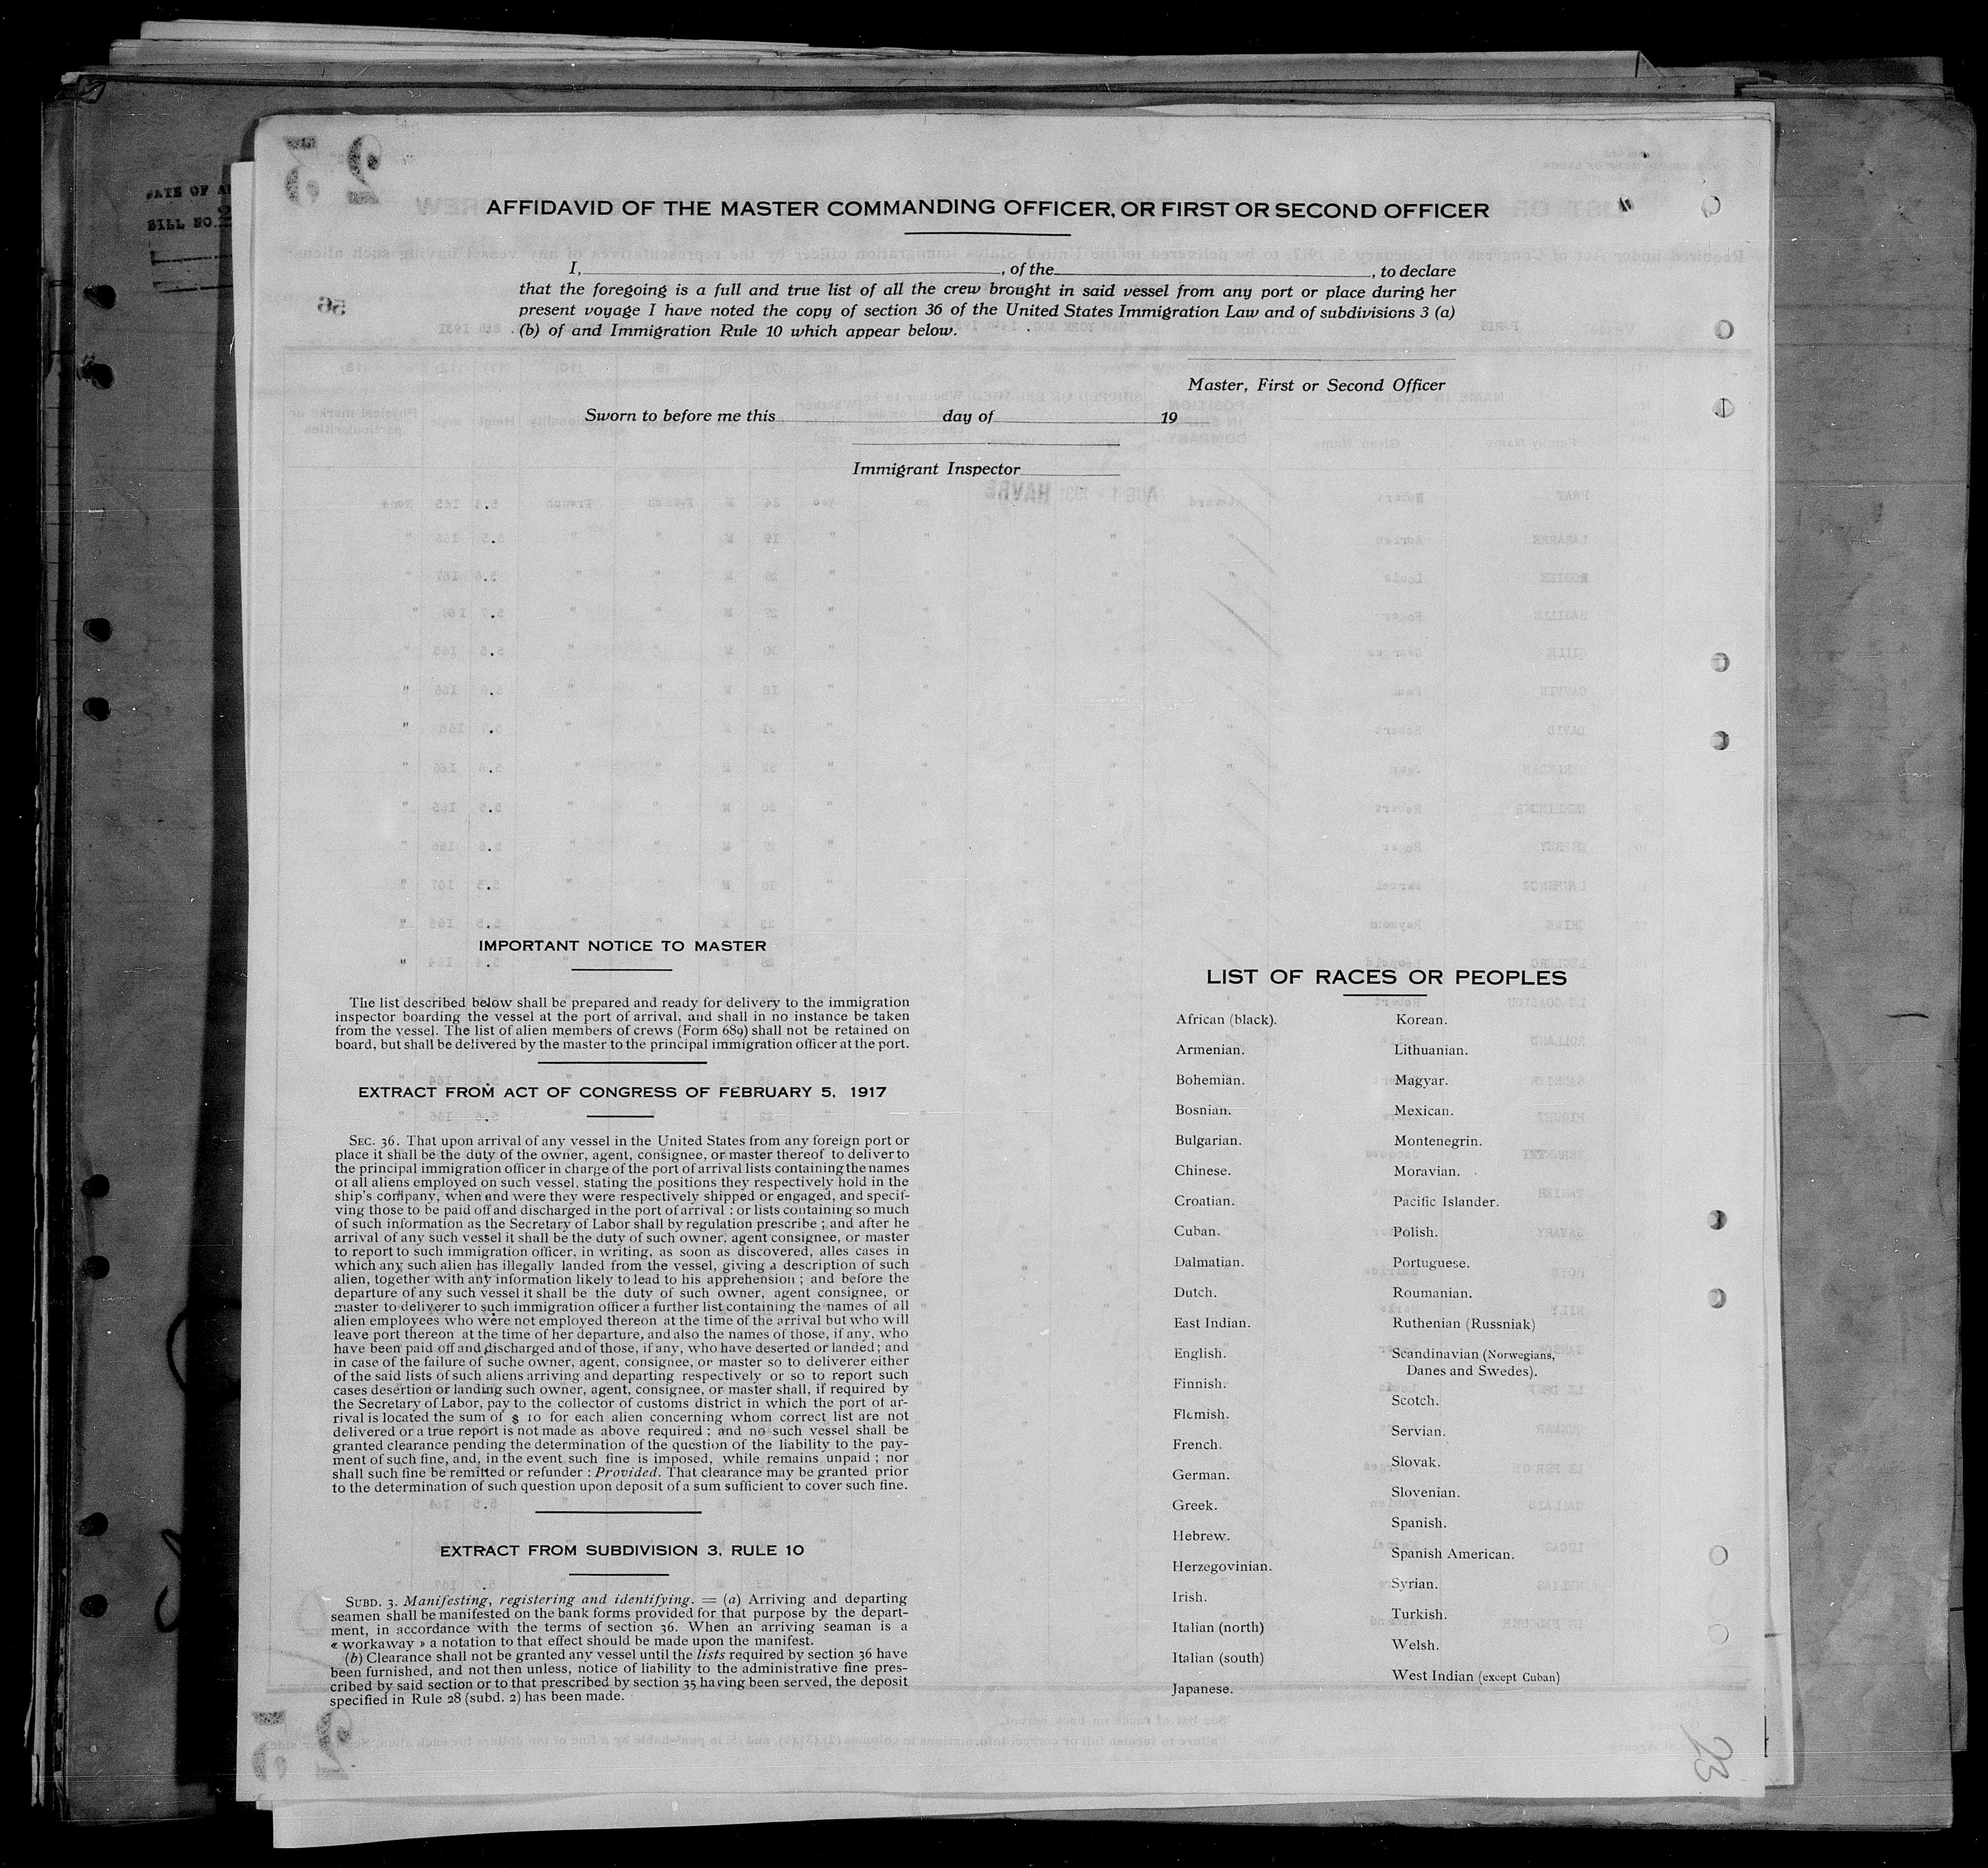 DATE OF
BILL NO.
AFFIDAVID OF THE MASTER COMMANDING OFFICER, OR FIRST OR SECOND OFFICER
I, , of the , to declare
that the foregoing is a full and true list of all the crew brought in said vessel from any port or place during her
present voyage I have noted the copy of section 36 of the United States Immigration Law and of subdivisions 3 (a)
(b) of and Immigration Rule 10 which appear below.
Master, First or Second Officer
Sworn to before me this day of 19
Immigrant Inspector
IMPORTANT NOTICE TO MASTER
The list described below shall be prepared and ready for delivery to the immigration
inspector boarding the vessel at the port of arrival, and shall in no instance be taken
from the vessel. The list of alien members of crews (Form 689) shall not be retained on
board, but shall be delivered by the master to the principal immigration officer at the port.
EXTRACT FROM ACT OF CONGRESS OF FEBRUARY 5, 1917
SEC. 36. That upon arrival of any vessel in the United States from any foreign port or
place it shall be the duty of the owner, agent, consignee, or master thereof to deliver to
the principal immigration officer in charge of the port of arrival lists containing the names
of all aliens employed on such vessel, stating the positions they respectively hold in the
ship's company, when and were they were respectively shipped or engaged, and specif-
ving those to be paid off and discharged in the port of arrival : or lists containing so much
of such information as the Secretary of Labor shall by regulation prescribe ; and after he
arrival of any such vessel it shall be the duty of such owner, agent consignee, or master
to report to such immigration officer, in writing, as soon as discovered, alles cases in
which any such alien has illegally landed from the vessel, giving a description of such
alien, together with any information likely to lead to his apprehension ; and before the
departure of any such vessel it shall be the duty of such owner, agent consignee, or
master to deliverer to such immigration officer a further list containing the names of all
alien employees who were not employed thereon at the time of the arrival but who will
leave port thereon at the time of her departure, and also the names of those, if any, who
have been paid off and discharged and of those, if any, who have deserted or landed ; and
in case of the failure of suche owner, agent, consignee, or master so to deliverer either
of the said lists of such aliens arriving and departing respectively or so to report such
cases desertion or landing such owner, agent, consignee, or master shall, if required by
the Secretary of Labor, pay to the collector of customs district in which the port of ar-
rival is located the sum of $ 10 for each alien concerning whom correct list are not
delivered or a true report is not made as above required ; and no such vessel shall be
granted clearance pending the determination of the question of the liability to the pay-
ment of such fine, and, in the event such fine is imposed, while remains unpaid ; nor
shall such fine be remitted or refunder : Provided. That clearance may be granted prior
to the determination of such question upon deposit of a sum sufficient to cover such fine.
EXTRACT FROM SUBDIVISION 3, RULE 10
SUBD. 3. Manifesting, registering and identifying. = (a) Arriving and departing
seamen shall be manifested on the bank forms provided for that purpose by the depart-
ment, in accordance with the terms of section 36. When an arriving seaman is a
« workaway » a notation to that effect should be made upon the manifest.
(b) Clearance shall not be granted any vessel until the lists required by section 36 have
been furnished, and not then unless, notice of liability to the administrative fine pres-
cribed by said section or to that prescribed by section 35 having been served, the deposit
specified in Rule 28 (subd. 2) has been made.
LIST OF RACES OR PEOPLES
African (black).
Armenian.
Bohemian.
Bosnian.
Bulgarian.
Chinese.
Croatian.
Cuban.
Dalmatian.
Dutch.
East Indian.
English.
Finnish.
Flemish.
French.
German.
Greek.
Hebrew.
Herzegovinian.
Irish.
Italian (north)
Italian (south)
Japanese.
Korean.
Lithuanian.
Magyar.
Mexican.
Montenegrin.
Moravian.
Pacific Islander.
Polish.
Portuguese.
Roumanian.
Ruthenian (Russniak)
Scandinavian (Norwegians,
Danes and Swedes).
Scotch.
Servian.
Slovak.
Slovenian.
Spanish.
Spanish American.
Syrian.
Turkish.
Welsh.
West Indian (except Cuban)
23